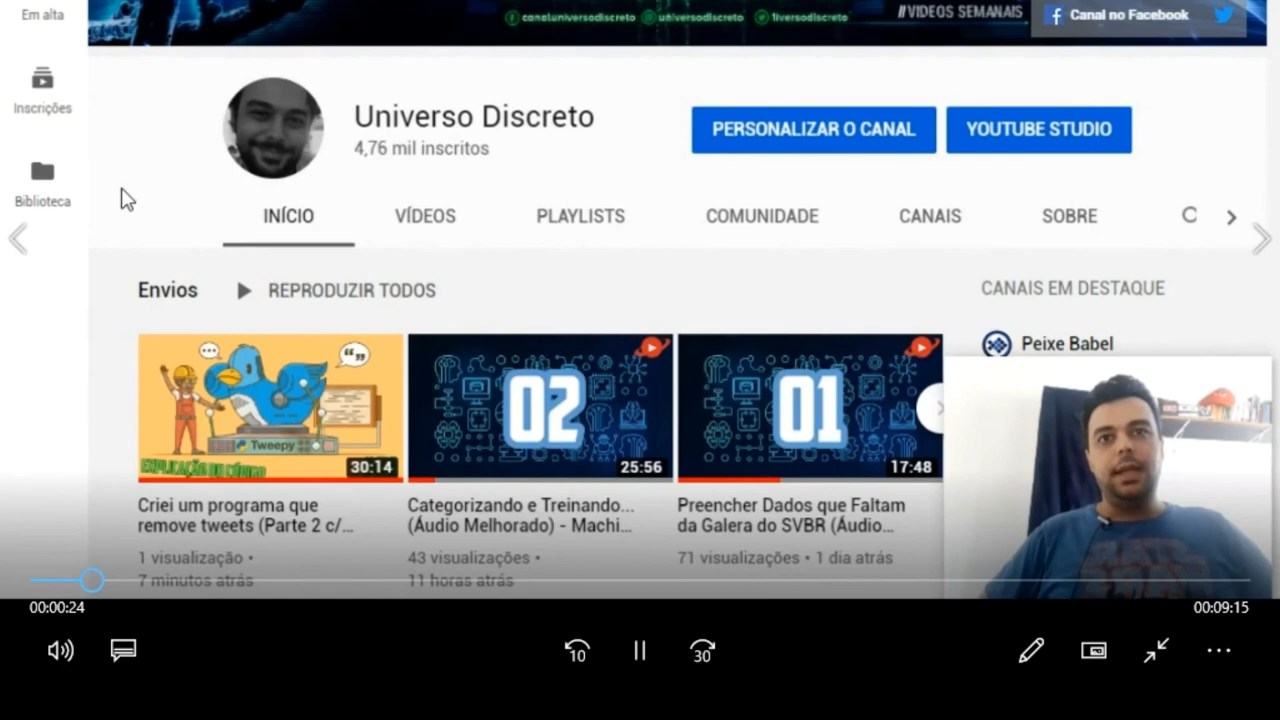 Em alta
canaluniversodiscreto universodiscreto 1iversodiscreto
//VIDEOS SEMANAIS
Canal no Facebook
Inscrições
Universo Discreto
4,76 mil inscritos
PERSONALIZAR O CANAL
YOUTUBE STUDIO
Biblioteca
INÍCIO VÍDEOS PLAYLISTS COMUNIDADE CANAIS SOBRE
Envios REPRODUZIR TODOS
CANAIS EM DESTAQUE
Peixe Babel
Tweepy
EXPLICAÇÃO DO CÓDIGO
30:14
02
25:56
01
17:48
Criei um programa que
remove tweets (Parte 2 c/...
1 visualização •
7 minutos atrás
Categorizando e Treinando...
(Áudio Melhorado) - Machi...
43 visualizações •
11 horas atrás
Preencher Dados que Faltam
da Galera do SVBR (Áudio...
71 visualizações • 1 dia atrás
00:00:24
00:09:15
10
30